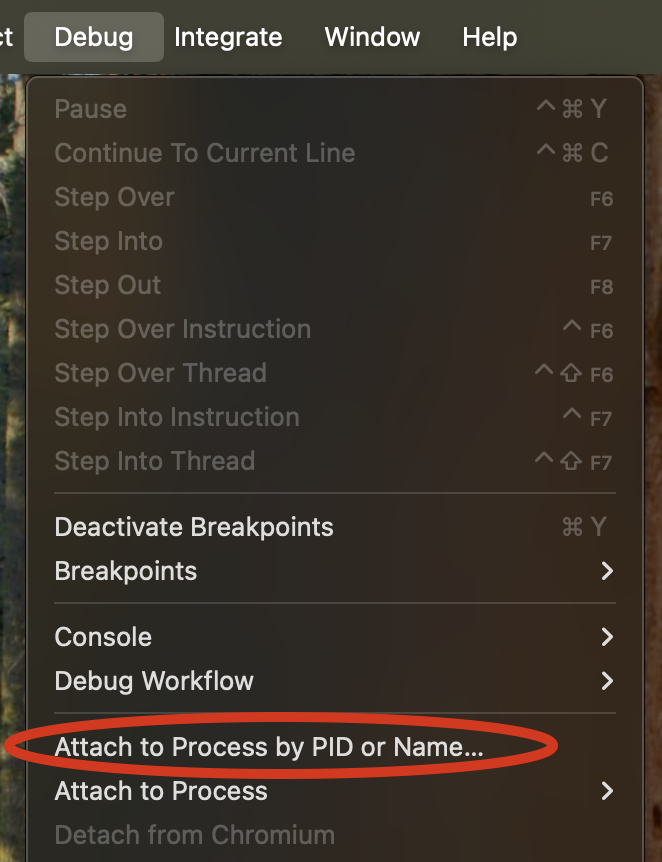 ct Debug Integrate Window Help
Pause ^⌘Y
Continue To Current Line ^⌘C
Step Over F6
Step Into F7
Step Out F8
Step Over Instruction ^F6
Step Over Thread ^⇧F6
Step Into Instruction ^F7
Step Into Thread ^⇧F7
Deactivate Breakpoints ⌘Y
Breakpoints >
Console >
Debug Workflow >
Attach to Process by PID or Name...
Attach to Process >
Detach from Chromium